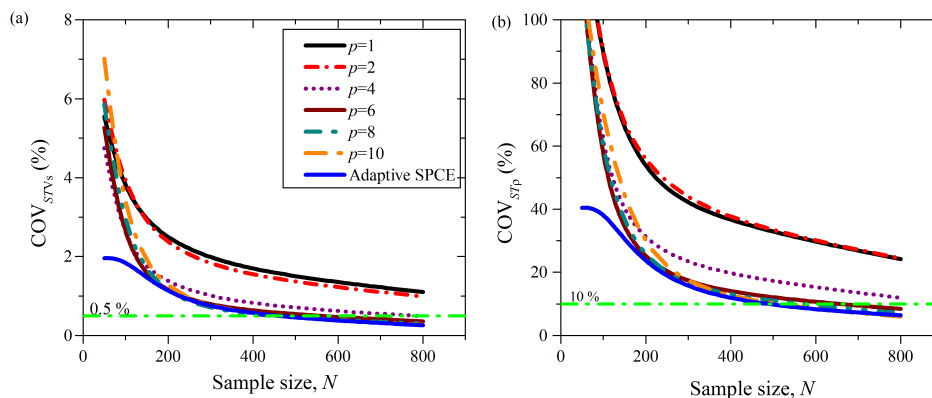 (a)
8
6
4
2
0
COV_STVs (%)
p=1
p=2
p=4
p=6
p=8
p=10
Adaptive SPCE
0.5 %
0 200 400 600 800
Sample size, N
(b)
100
80
60
40
20
0
COV_STρ (%)
10 %
0 200 400 600 800
Sample size, N